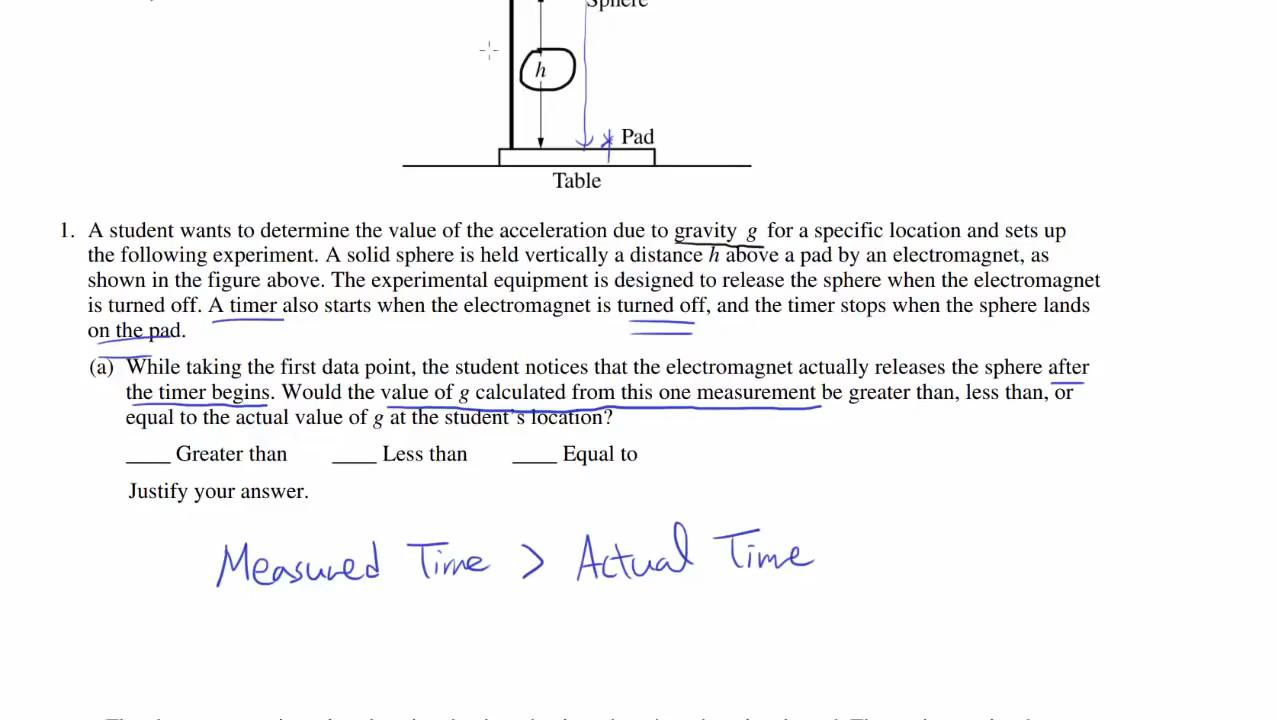 Sphere
h
Pad
Table
1. A student wants to determine the value of the acceleration due to gravity g for a specific location and sets up
the following experiment. A solid sphere is held vertically a distance h above a pad by an electromagnet, as
shown in the figure above. The experimental equipment is designed to release the sphere when the electromagnet
is turned off. A timer also starts when the electromagnet is turned off, and the timer stops when the sphere lands
on the pad.
(a) While taking the first data point, the student notices that the electromagnet actually releases the sphere after
the timer begins. Would the value of g calculated from this one measurement be greater than, less than, or
equal to the actual value of g at the student's location?
____ Greater than ____ Less than ____ Equal to
Justify your answer.
Measured Time > Actual Time